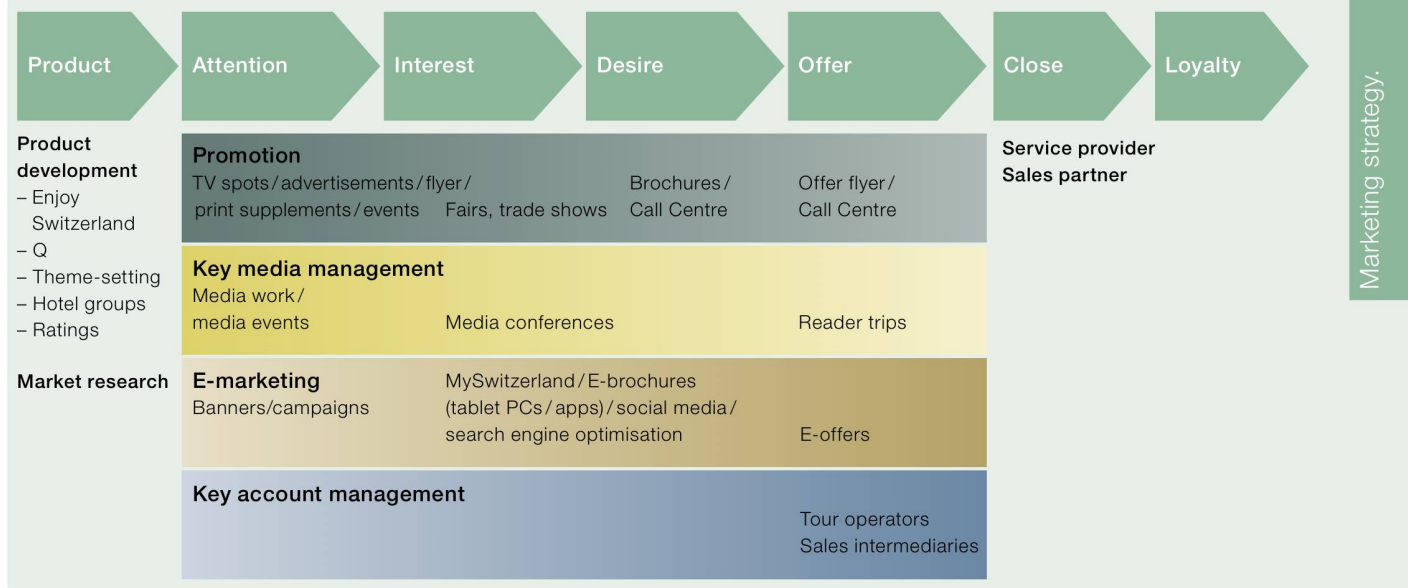 Product
Attention
Interest
Desire
Offer
Close
Loyalty
Marketing strategy.
Product
development
– Enjoy
Switzerland
– Q
– Theme-setting
– Hotel groups
– Ratings
Market research
Promotion
TV spots/advertisements/flyer/
print supplements/events
Fairs, trade shows
Brochures/
Call Centre
Offer flyer/
Call Centre
Key media management
Media work/
media events
Media conferences
Reader trips
E-marketing
Banners/campaigns
MySwitzerland/E-brochures
(tablet PCs/apps)/social media/
search engine optimisation
E-offers
Key account management
Tour operators
Sales intermediaries
Service provider
Sales partner